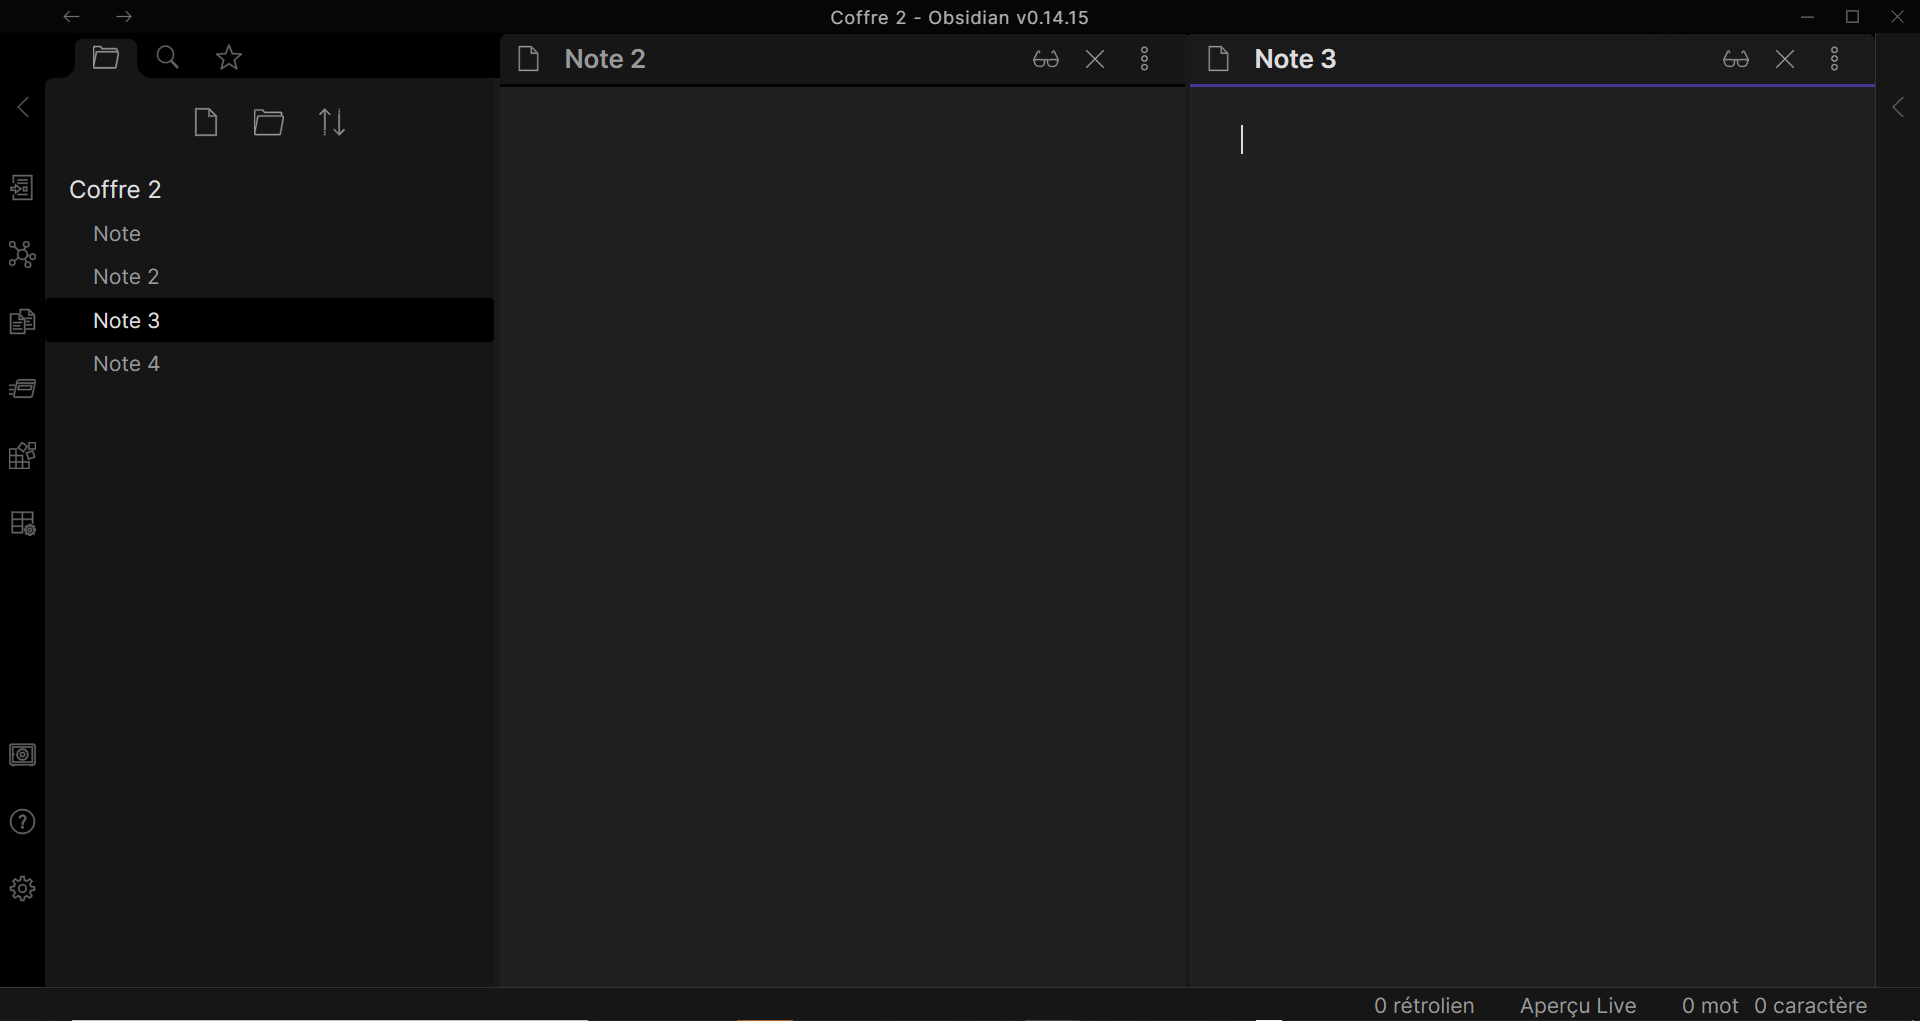 Coffre 2 - Obsidian v0.14.15
Note 2
Note 3
Coffre 2
Note
Note 2
Note 3
Note 4
0 rétrolien
Aperçu Live
0 mot 0 caractère